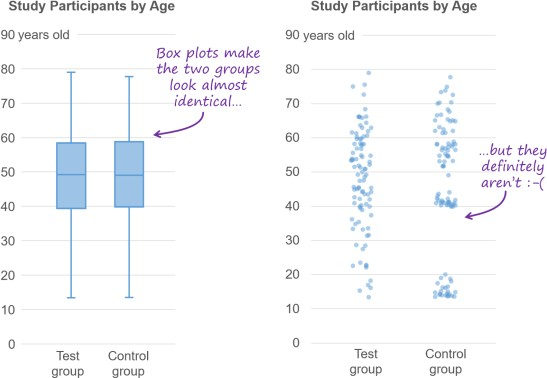 Study Participants by Age
90 years old
80
70
60
50
40
30
20
10
0
Test
group
Control
group
Box plots make
the two groups
look almost
identical...
Study Participants by Age
90 years old
80
70
60
50
40
30
20
10
0
Test
group
Control
group
...but they
definitely
aren't :-(